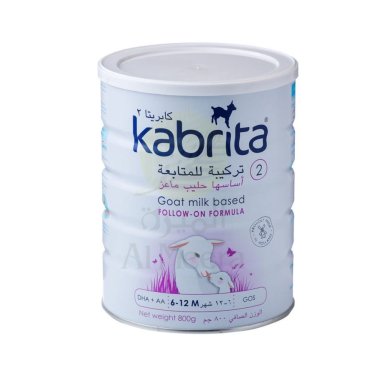 كابريتا ٢
kabrita
تركيبة للمتابعة
أساسها حليب ماعز
2
Goat milk based
FOLLOW-ON FORMULA
DHA + AA
6-12 M ٦-١٢ شهر
GOS
Net weight 800g الوزن الصافي ٨٠٠ جم